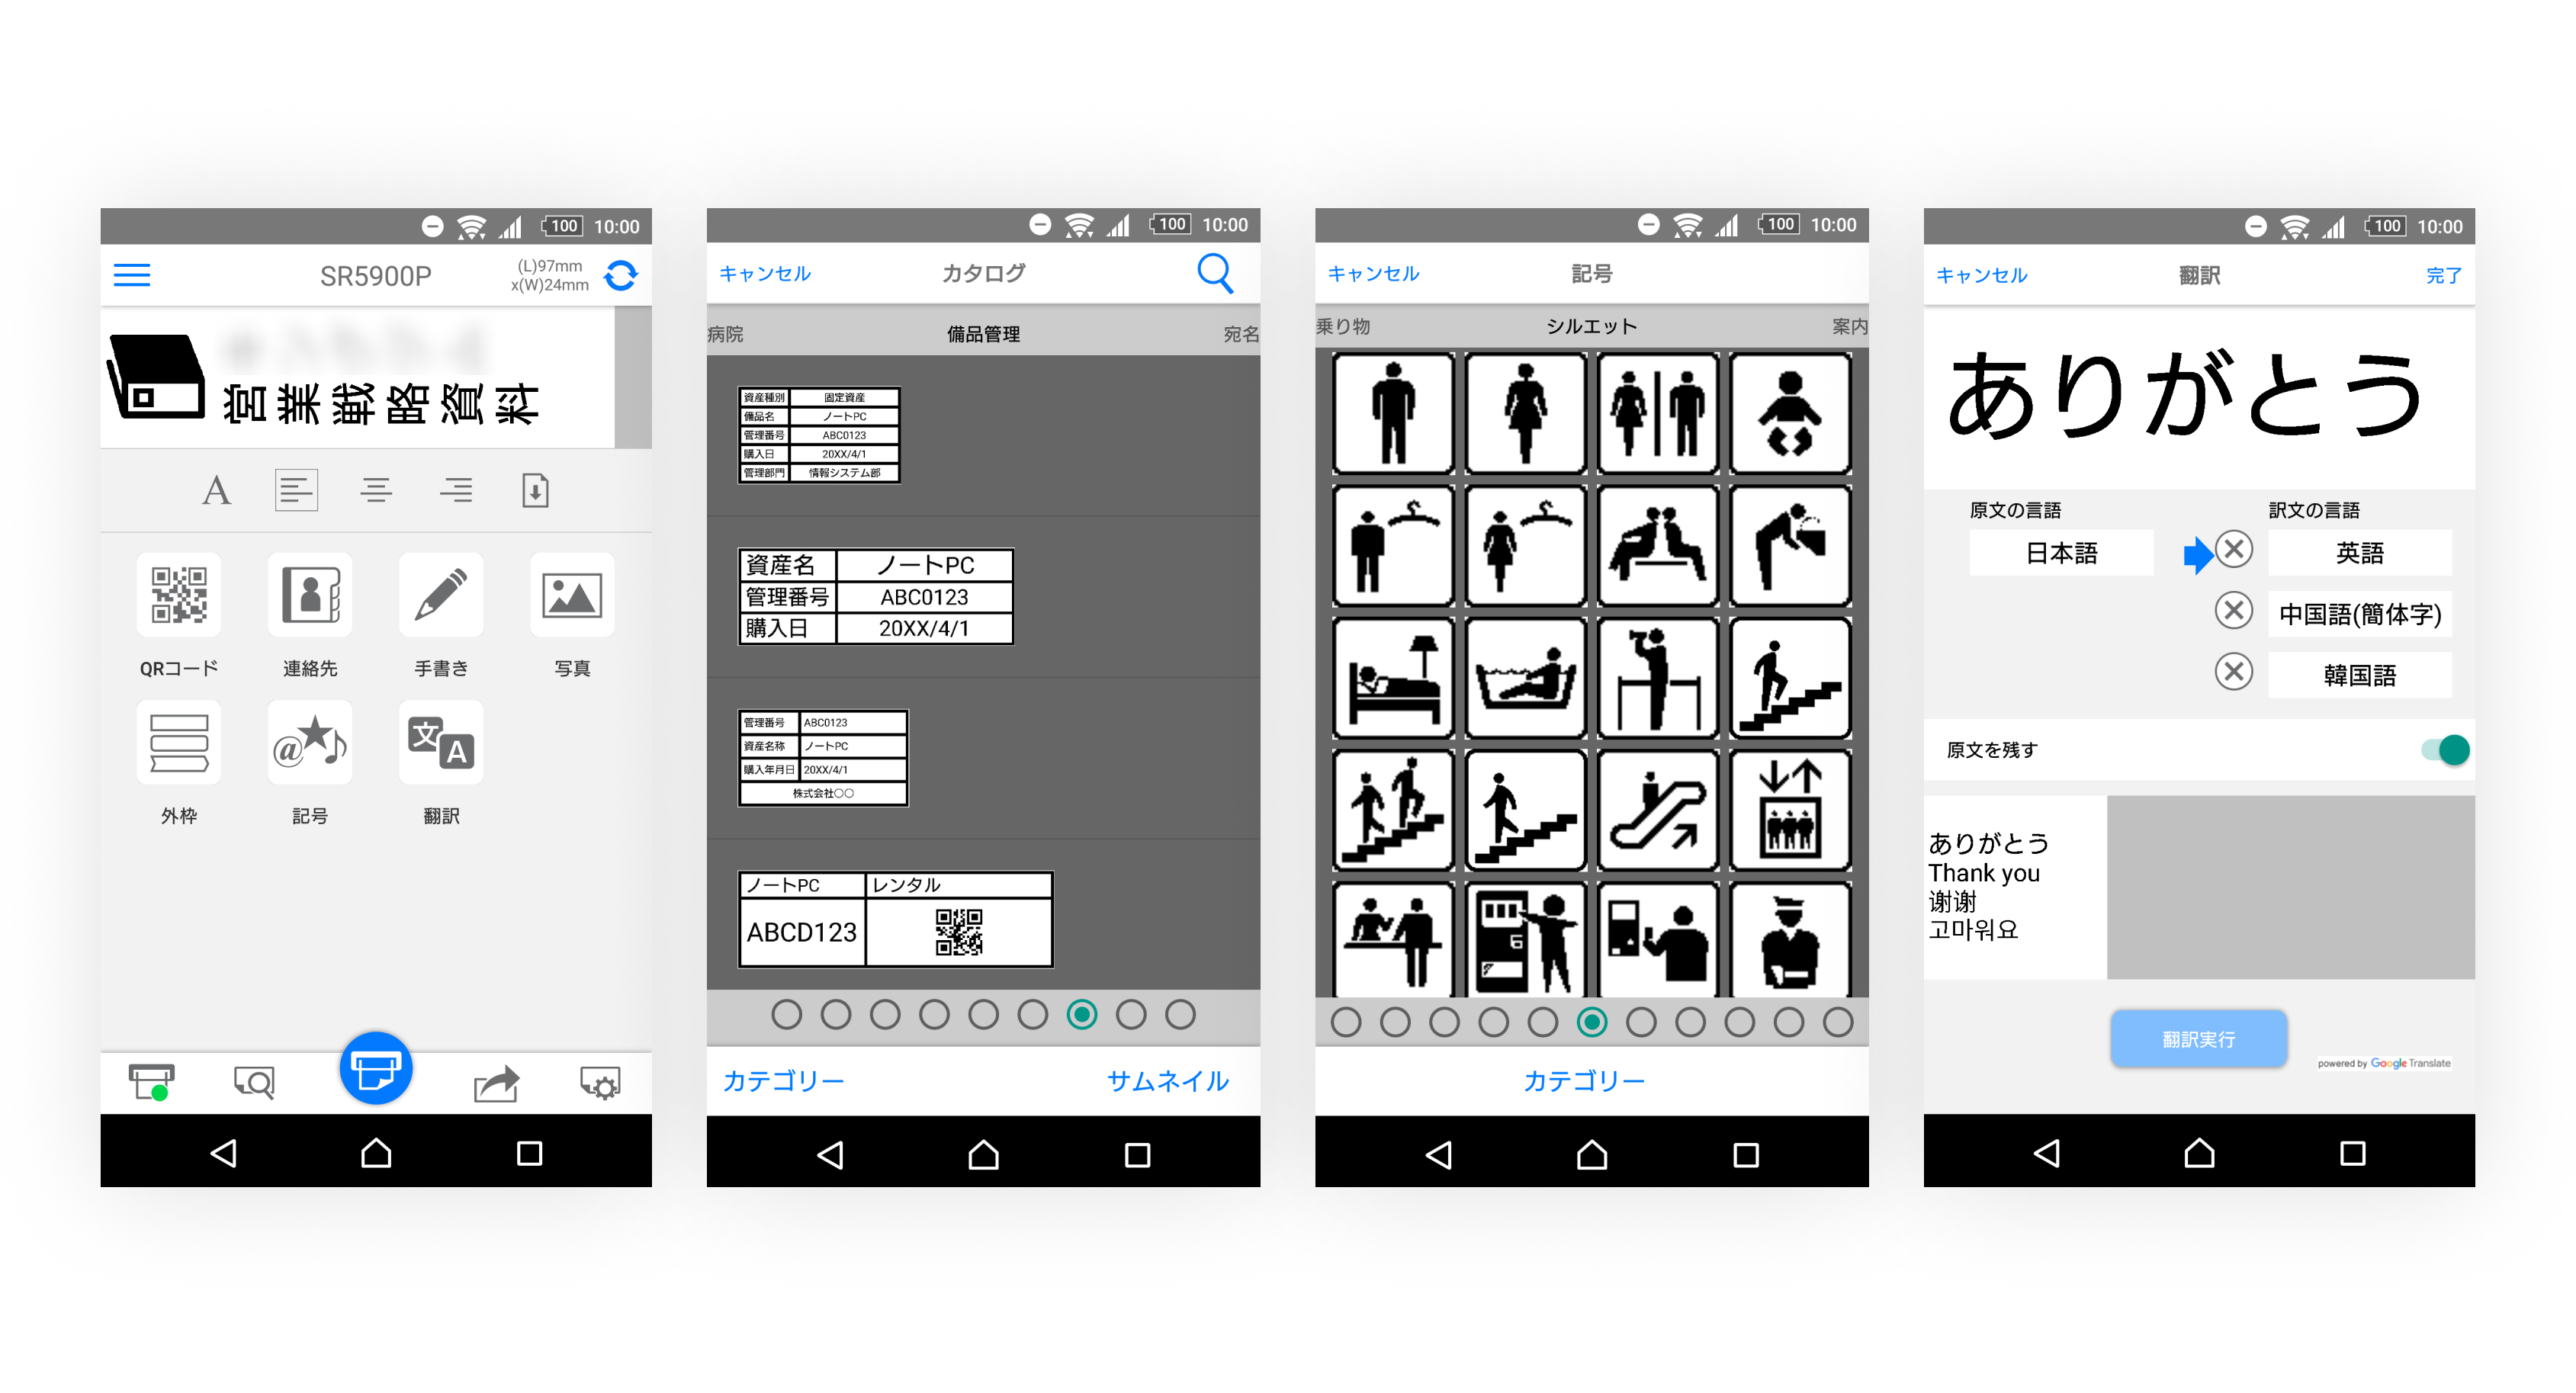 100 10:00
SR5900P
(L)97mm
x(W)24mm
営業戦略資料
A
QRコード
連絡先
手書き
写真
@
文A
外枠
記号
翻訳
100 10:00
キャンセル
カタログ
病院
備品管理
宛名
資産種別 固定資産
備品名 ノートPC
管理番号 ABC0123
購入日 20XX/4/1
管理部門 情報システム部
資産名 ノートPC
管理番号 ABC0123
購入日 20XX/4/1
管理番号 ABC0123
資産名称 ノートPC
購入年月日 20XX/4/1
株式会社〇〇
ノートPC レンタル
ABCD123
カテゴリー
サムネイル
100 10:00
キャンセル
記号
乗り物
シルエット
案内
カテゴリー
100 10:00
キャンセル
翻訳
完了
ありがとう
原文の言語
訳文の言語
日本語
英語
中国語(簡体字)
韓国語
原文を残す
ありがとう
Thank you
谢谢
고마워요
翻訳実行
powered by Google Translate